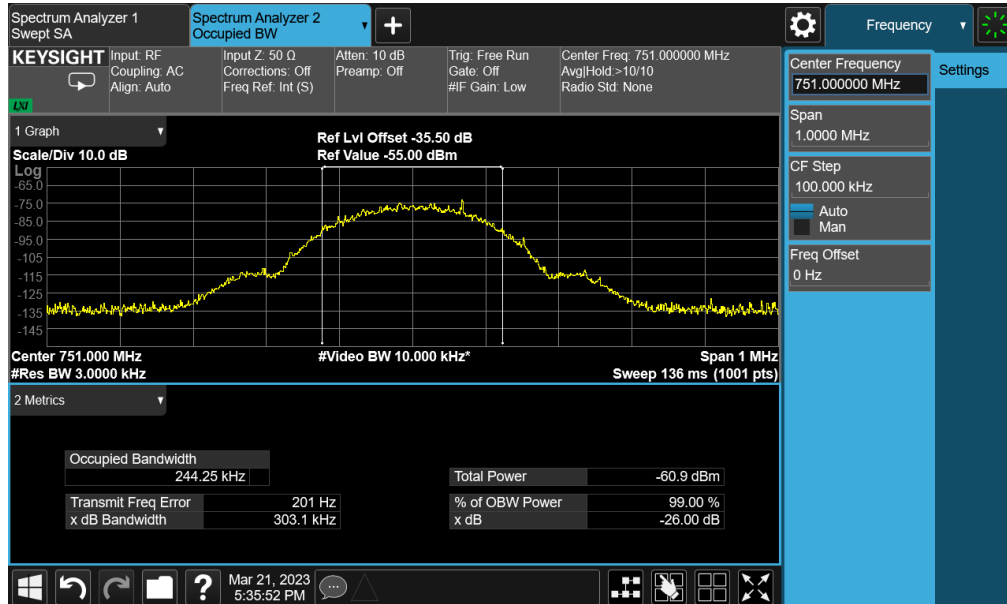 Spectrum Analyzer 1
Swept SA
Spectrum Analyzer 2
Occupied BW
+
Frequency
KEYSIGHT
LXI
Input: RF
Coupling: AC
Align: Auto
Input Z: 50 Ω
Corrections: Off
Freq Ref: Int (S)
Atten: 10 dB
Preamp: Off
Trig: Free Run
Gate: Off
#IF Gain: Low
Center Freq: 751.000000 MHz
Avg|Hold:>10/10
Radio Std: None
Center Frequency
751.000000 MHz
Settings
Span
1.0000 MHz
CF Step
100.000 kHz
Auto
Man
Freq Offset
0 Hz
1 Graph
Scale/Div 10.0 dB
Ref Lvl Offset -35.50 dB
Ref Value -55.00 dBm
Log
-65.0
-75.0
-85.0
-95.0
-105
-115
-125
-135
-145
Center 751.000 MHz
#Res BW 3.0000 kHz
#Video BW 10.000 kHz*
Span 1 MHz
Sweep 136 ms (1001 pts)
2 Metrics
Occupied Bandwidth
244.25 kHz
Total Power -60.9 dBm
Transmit Freq Error 201 Hz
% of OBW Power 99.00 %
x dB Bandwidth 303.1 kHz
x dB -26.00 dB
?
Mar 21, 2023
5:35:52 PM